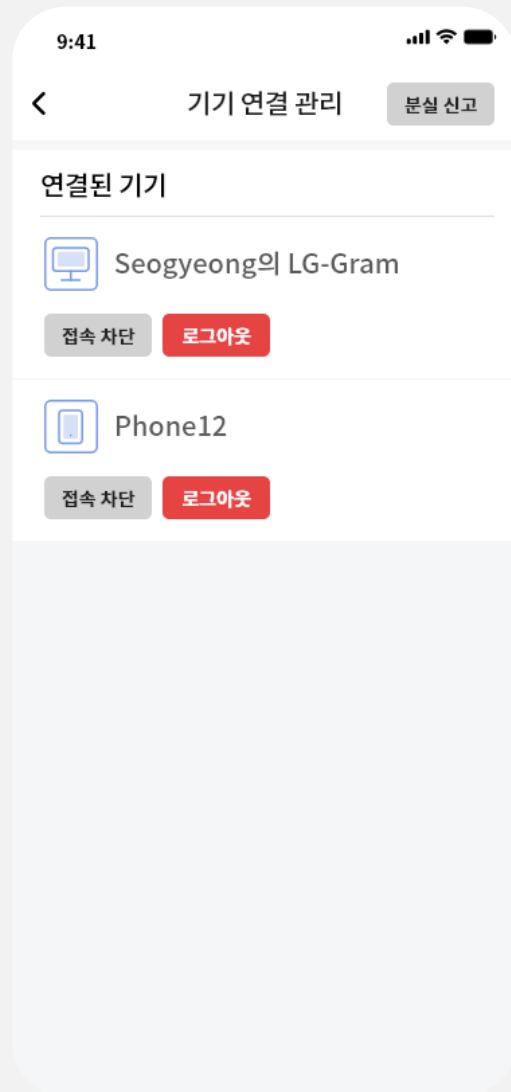 9:41
기기 연결 관리
분실 신고
연결된 기기
Seogyeong의 LG-Gram
접속 차단
로그아웃
Phone12
접속 차단
로그아웃